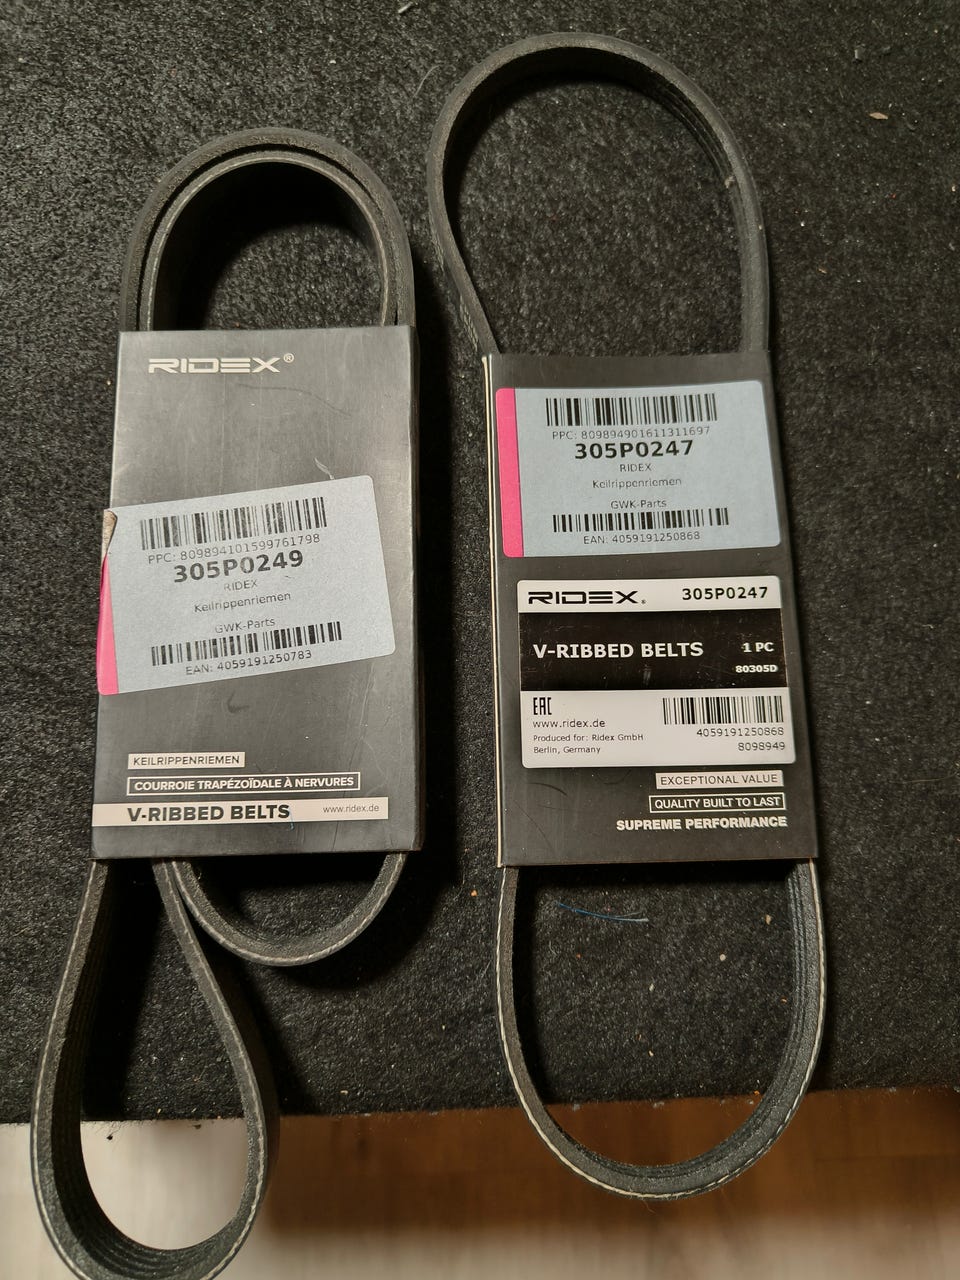 RIDEX®
PPC: 809894101599761798
305P0249
RIDEX
Keilrippenriemen
GWK-Parts
EAN: 4059191250783
KEILRIPPENRIEMEN
COURROIE TRAPÉZOÏDALE À NERVURES
V-RIBBED BELTS www.ridex.de
PPC: 809894901611311697
305P0247
RIDEX
Keilrippenriemen
GWK-Parts
EAN: 4059191250868
RIDEX® 305P0247
V-RIBBED BELTS 1 PC
80305D
EAC
www.ridex.de
4059191250868
Produced for: Ridex GmbH
8098949
Berlin, Germany
EXCEPTIONAL VALUE
QUALITY BUILT TO LAST
SUPREME PERFORMANCE